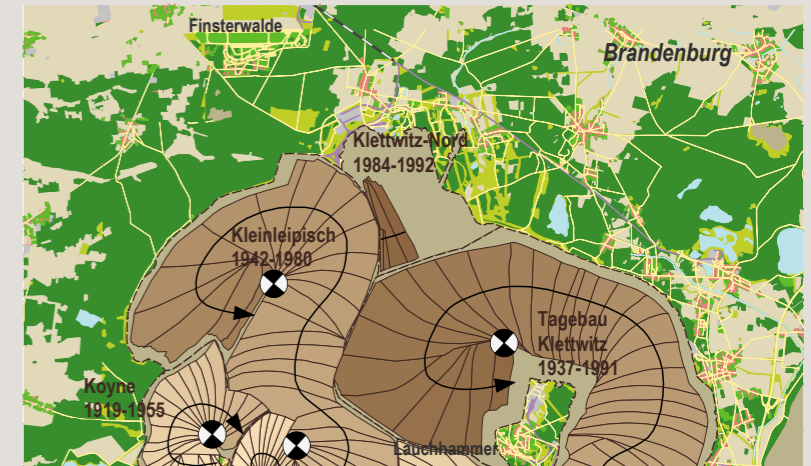 Finsterwalde
Brandenburg
Klettwitz-Nord
1984-1992
Kleinleipisch
1942-1980
Tagebau
Klettwitz
1937-1991
Koyne
1919-1955
Lauchhammer